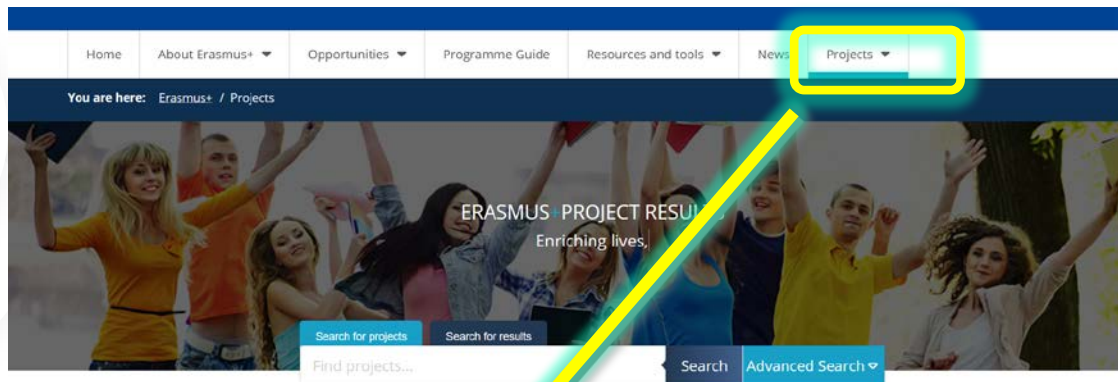 Home About Erasmus+ Opportunities Programme Guide Resources and tools News Projects
You are here: Erasmus+ / Projects
ERASMUS+PROJECT RESUL
Enriching lives,
Search for projects Search for results
Find projects... Search Advanced Search